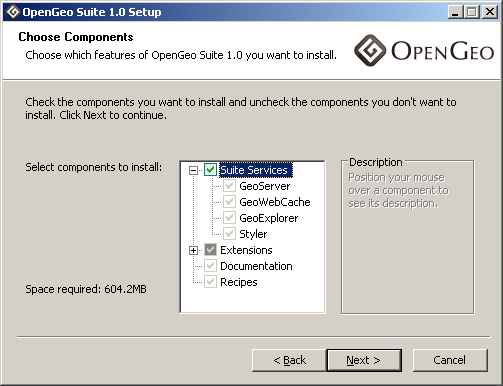 OpenGeo Suite 1.0 Setup
Choose Components
Choose which features of OpenGeo Suite 1.0 you want to install.
OPENGEO
Check the components you want to install and uncheck the components you don't want to
install. Click Next to continue.
Select components to install:
Suite Services
GeoServer
GeoWebCache
GeoExplorer
Styler
Extensions
Documentation
Recipes
Description
Position your mouse
over a component to
see its description.
Space required: 604.2MB
< Back
Next >
Cancel